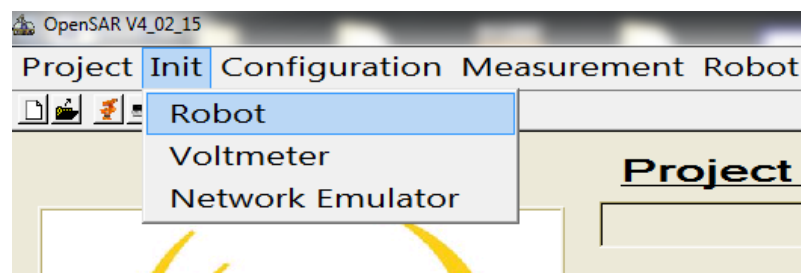 OpenSAR V4_02_15
Project Init Configuration Measurement Robot
Robot
Voltmeter
Network Emulator
Project